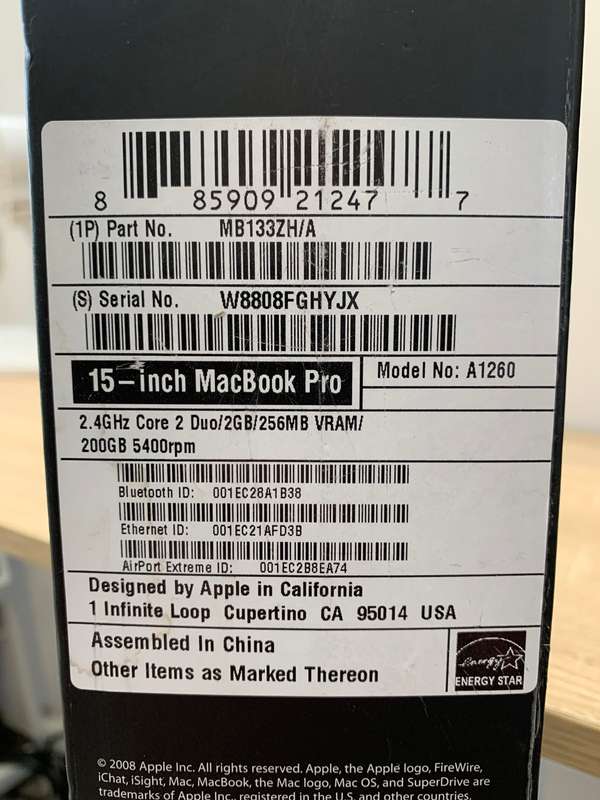 8 85909 21247 7
(1P) Part No. MB133ZH/A
(S) Serial No. W8808FGHYJX
15-inch MacBook Pro
Model No: A1260
2.4GHz Core 2 Duo/2GB/256MB VRAM/
200GB 5400rpm
Bluetooth ID: 001EC28A1B38
Ethernet ID: 001EC21AFD3B
AirPort Extreme ID: 001EC2B8EA74
Designed by Apple in California
1 Infinite Loop Cupertino CA 95014 USA
Assembled In China
Other Items as Marked Thereon
energy
ENERGY STAR
© 2008 Apple Inc. All rights reserved. Apple, the Apple logo, FireWire,
iChat, iSight, Mac, MacBook, the Mac logo, Mac OS, and SuperDrive are
trademarks of Apple Inc., registered in the U.S. and other countries.